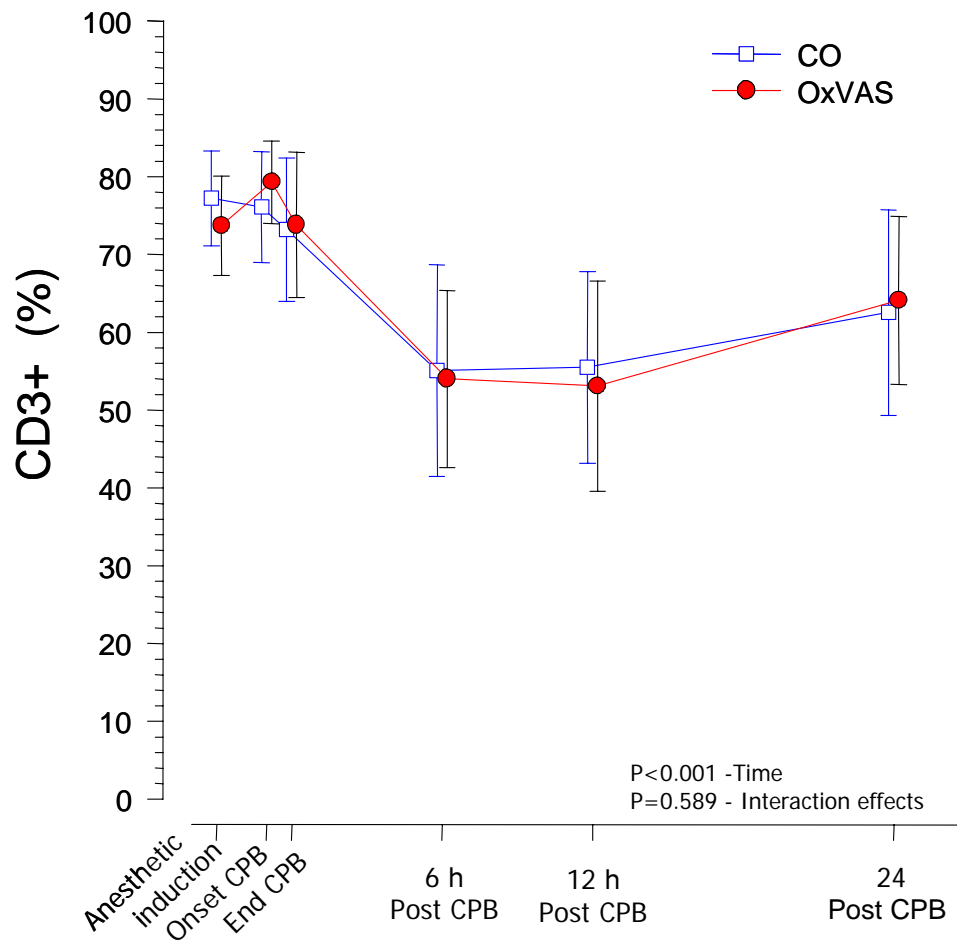 100
90
80
70
60
50
40
30
20
10
0
CD3+ (%)
CO
OxVAS
P<0.001 -Time
P=0.589 - Interaction effects
Anesthetic
induction
Onset CPB
End CPB
6 h
Post CPB
12 h
Post CPB
24
Post CPB